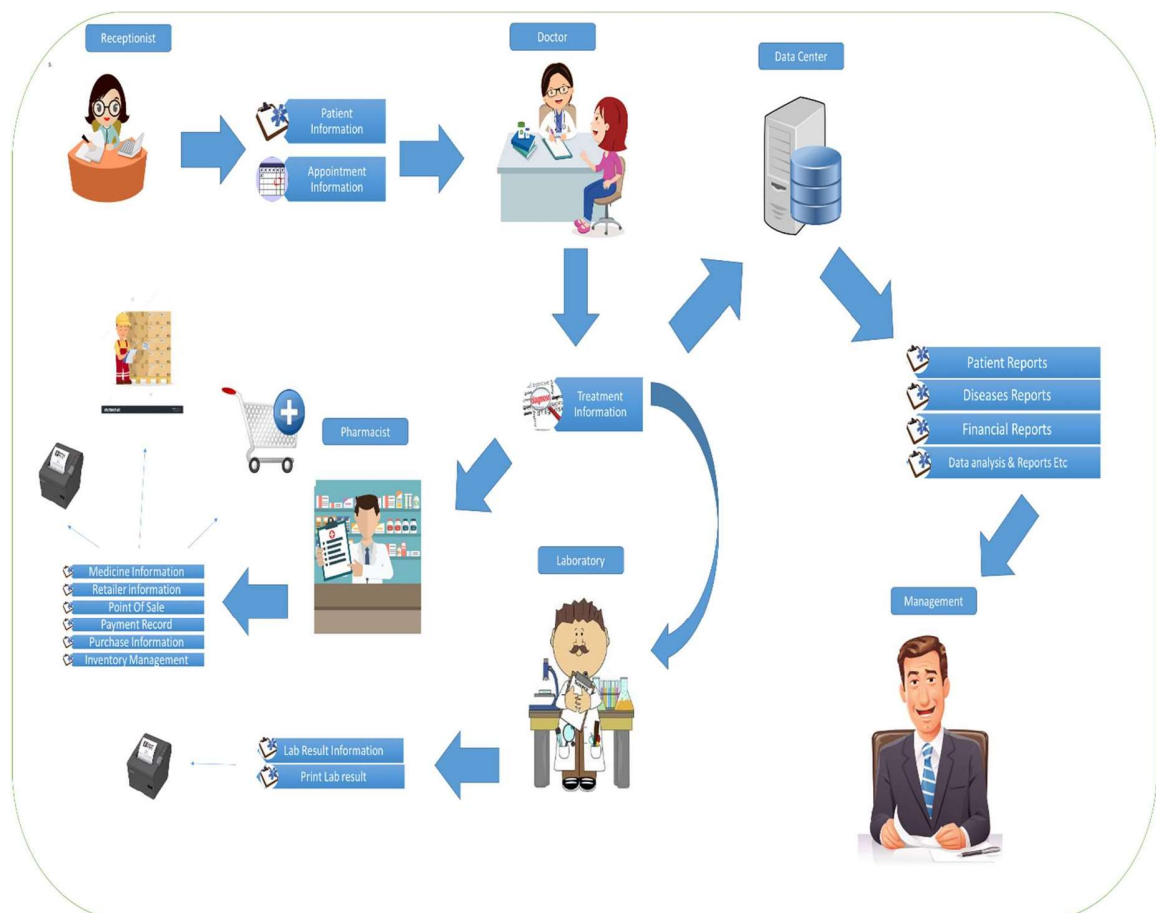 Receptionist
Doctor
Data Center
Patient
Information
Appointment
Information
Treatment
Information
diagnosis
Patient Reports
Diseases Reports
Financial Reports
Data analysis & Reports Etc
Pharmacist
Laboratory
Management
Medicine Information
Retailer information
Point Of Sale
Payment Record
Purchase Information
Inventory Management
Lab Result Information
Print Lab result